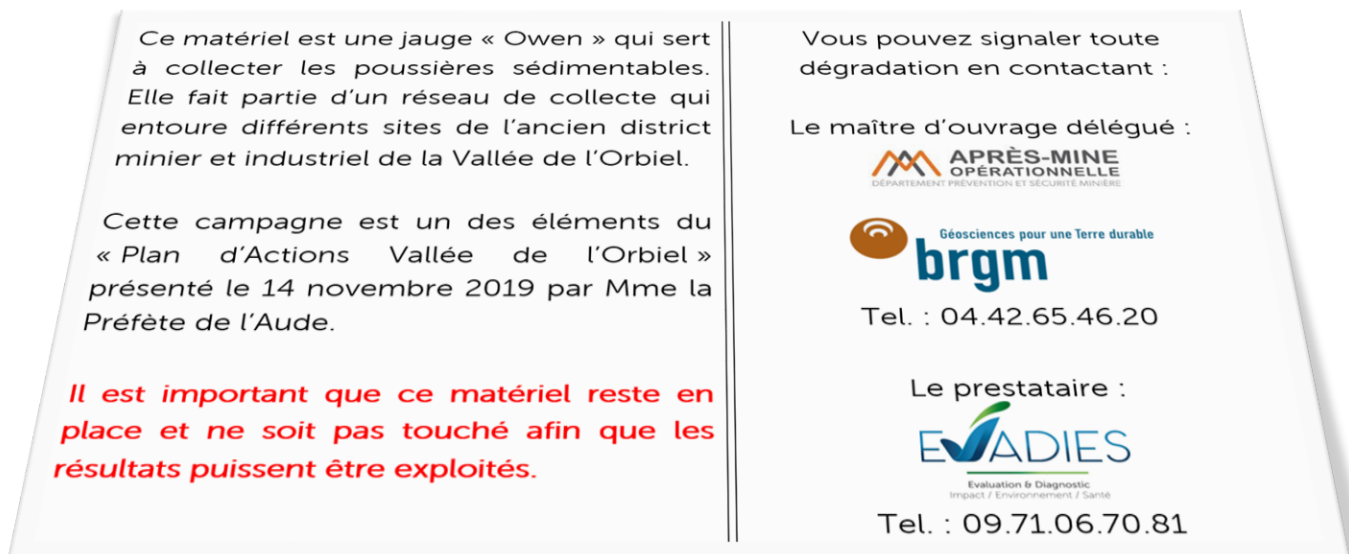 Ce matériel est une jauge « Owen » qui sert
à collecter les poussières sédimentables.
Elle fait partie d'un réseau de collecte qui
entoure différents sites de l'ancien district
minier et industriel de la Vallée de l'Orbiel.
Cette campagne est un des éléments du
« Plan d'Actions Vallée de l'Orbiel »
présenté le 14 novembre 2019 par Mme la
Préfète de l'Aude.
Il est important que ce matériel reste en
place et ne soit pas touché afin que les
résultats puissent être exploités.
Vous pouvez signaler toute
dégradation en contactant :
Le maître d'ouvrage délégué :
APRÈS-MINE
OPÉRATIONNELLE
DÉPARTEMENT PRÉVENTION ET SÉCURITÉ MINIÈRE
Géosciences pour une Terre durable
brgm
Tel. : 04.42.65.46.20
Le prestataire :
EVADIES
Evaluation & Diagnostic
Impact / Environnement / Santé
Tel. : 09.71.06.70.81